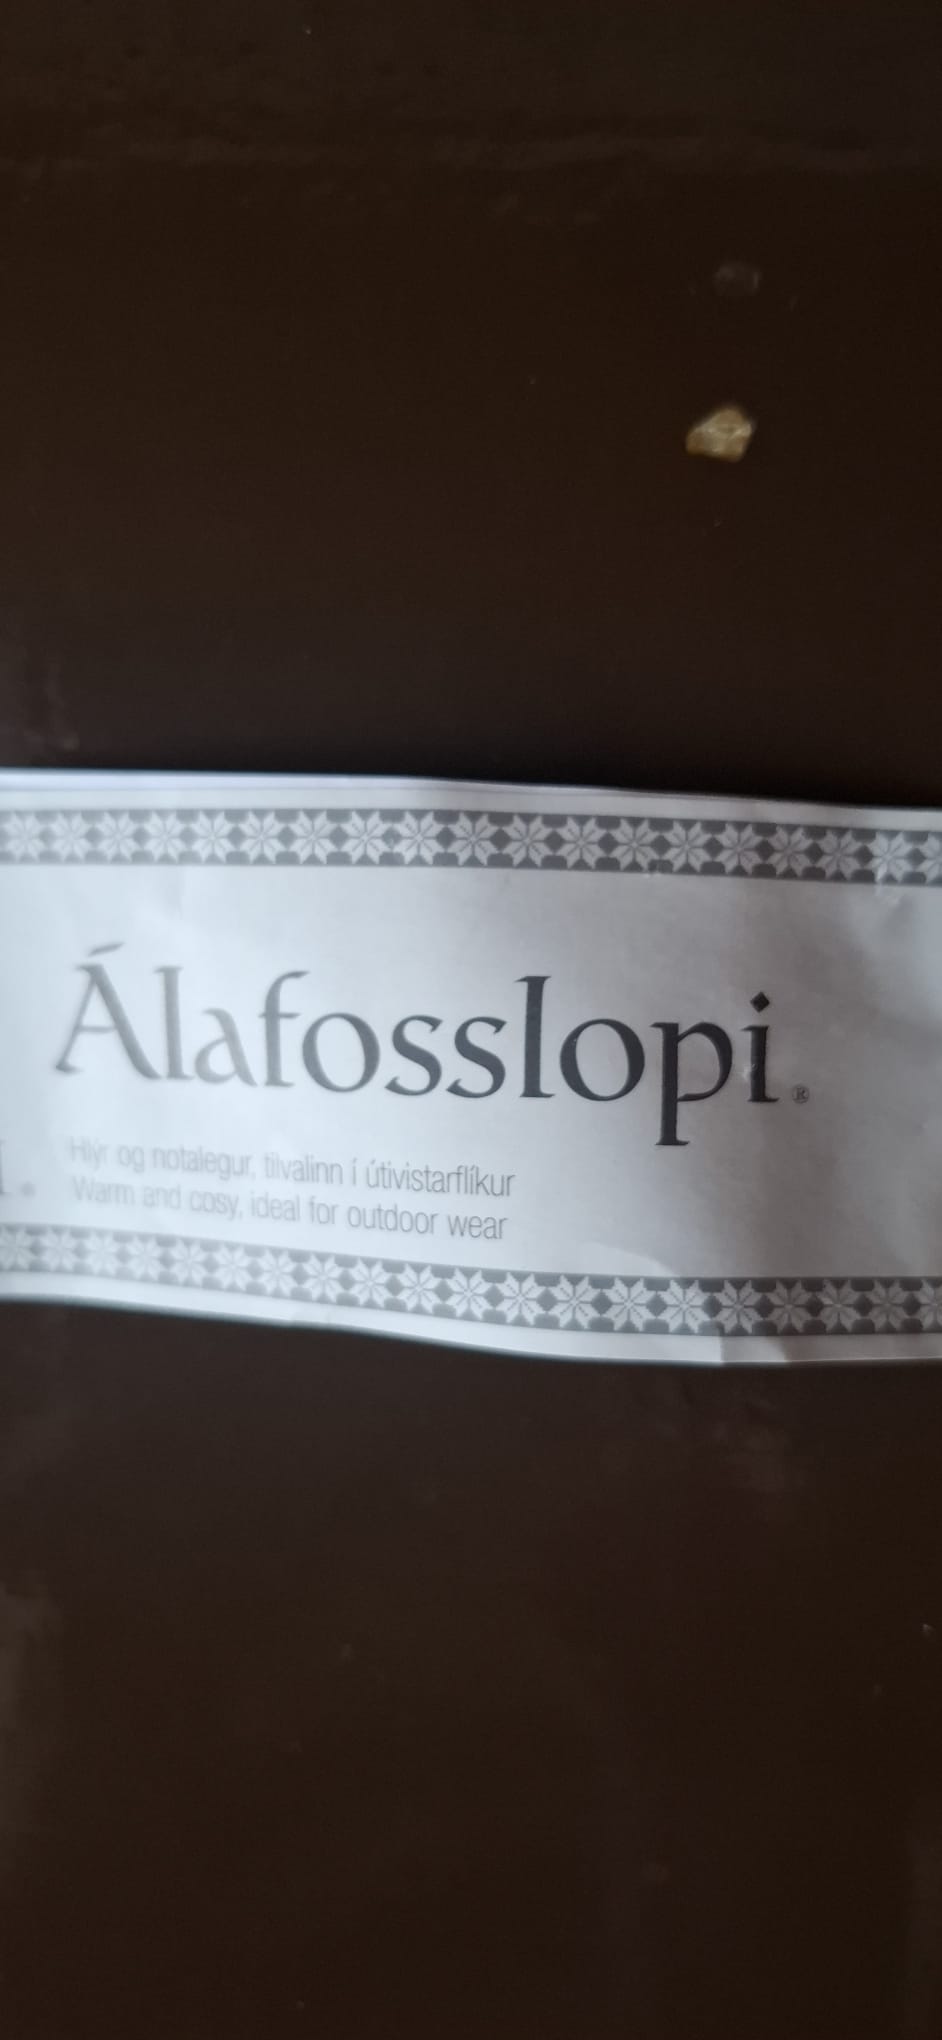 Álafosslopi®
Hlýr og notalegur, tilvalinn í útivistarflíkur
Warm and cosy, ideal for outdoor wear